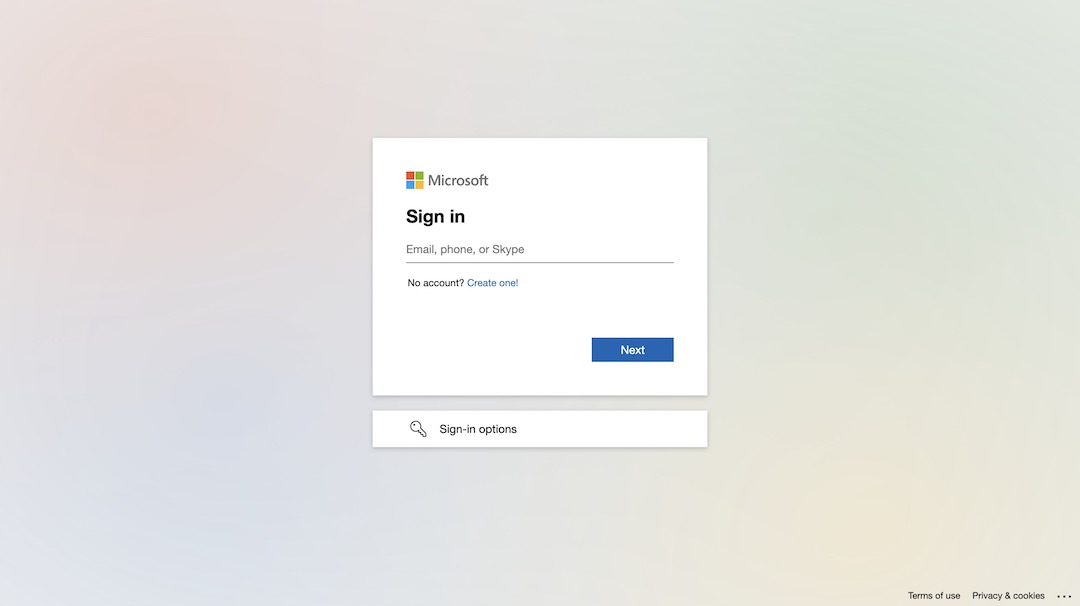 Microsoft
Sign in
Email, phone, or Skype
No account? Create one!
Next
Sign-in options
Terms of use Privacy & cookies ...